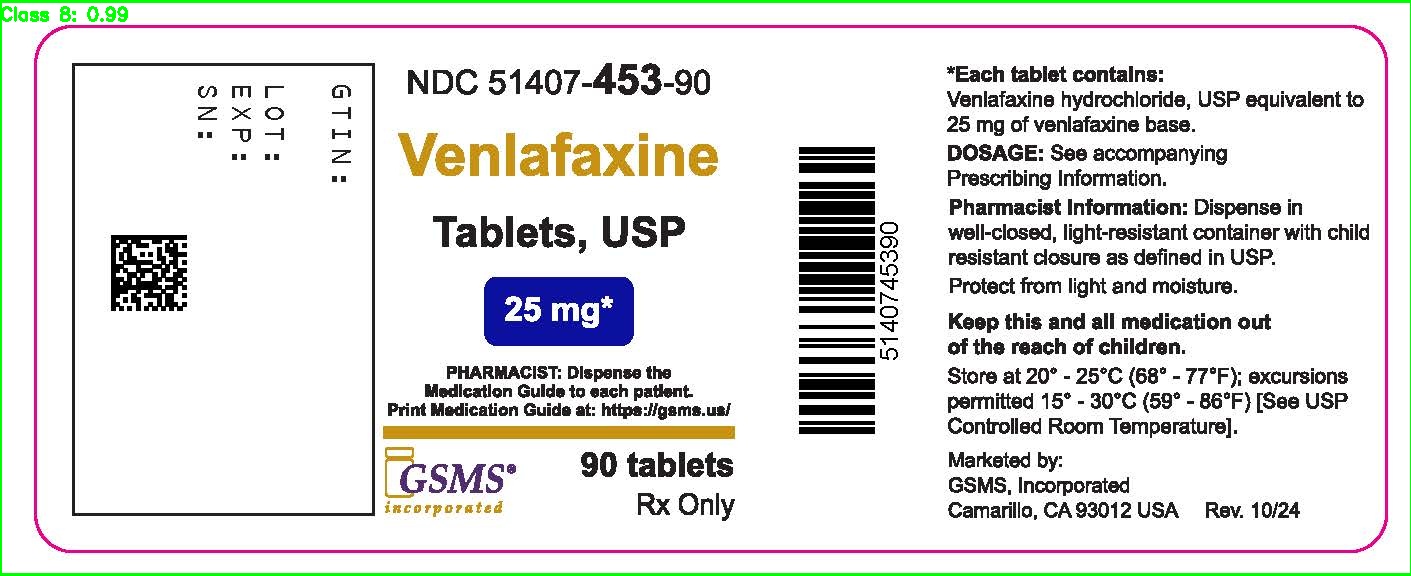 Class 8: 0.99
GTIN:
LOT:
EXP:
SN:
NDC 51407-453-90
Venlafaxine
Tablets, USP
25 mg*
PHARMACIST: Dispense the
Medication Guide to each patient.
Print Medication Guide at: https://gsms.us/
GSMS®
incorporated
90 tablets
Rx Only
5140745390
*Each tablet contains:
Venlafaxine hydrochloride, USP equivalent to
25 mg of venlafaxine base.
DOSAGE: See accompanying
Prescribing Information.
Pharmacist Information: Dispense in
well-closed, light-resistant container with child
resistant closure as defined in USP.
Protect from light and moisture.
Keep this and all medication out
of the reach of children.
Store at 20° - 25°C (68° - 77°F); excursions
permitted 15° - 30°C (59° - 86°F) [See USP
Controlled Room Temperature].
Marketed by:
GSMS, Incorporated
Camarillo, CA 93012 USA Rev. 10/24